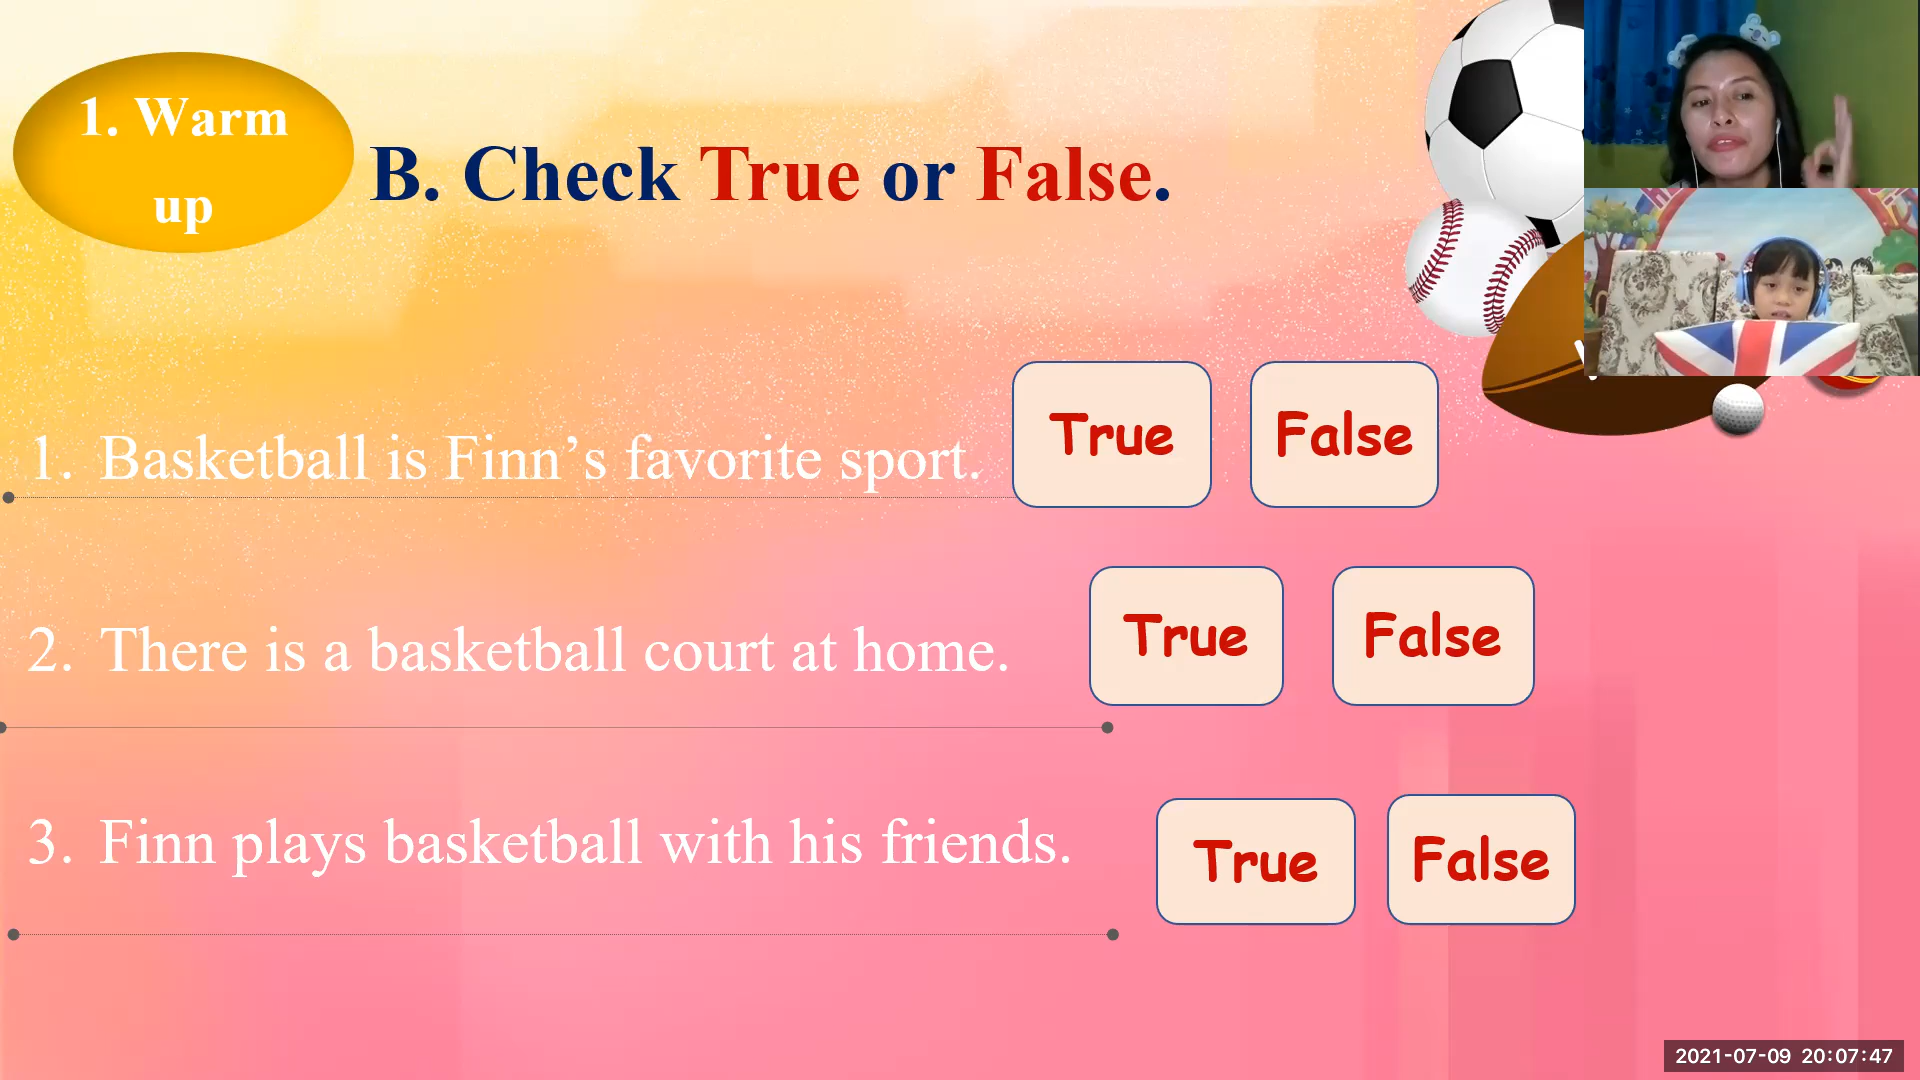 1. Warm
up
B. Check True or False.
1. Basketball is Finn’s favorite sport.
True
False
2. There is a basketball court at home.
True
False
3. Finn plays basketball with his friends.
True
False
2021-07-09 20:07:47